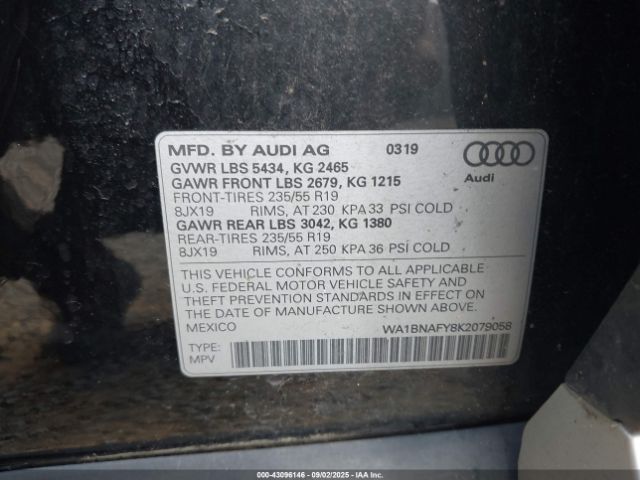 MFD. BY AUDI AG 0319
GVWR LBS 5434, KG 2465
GAWR FRONT LBS 2679, KG 1215
FRONT-TIRES 235/55 R19
8JX19 RIMS, AT 230 KPA 33 PSI COLD
GAWR REAR LBS 3042, KG 1380
REAR-TIRES 235/55 R19
8JX19 RIMS, AT 250 KPA 36 PSI COLD
Audi
THIS VEHICLE CONFORMS TO ALL APPLICABLE
U.S. FEDERAL MOTOR VEHICLE SAFETY AND
THEFT PREVENTION STANDARDS IN EFFECT ON
THE DATE OF MANUFACTURE SHOWN ABOVE.
MEXICO WA1BNAFY8K2079058
TYPE:
MPV
000-43096146 - 09/02/2025 - IAAI.COM